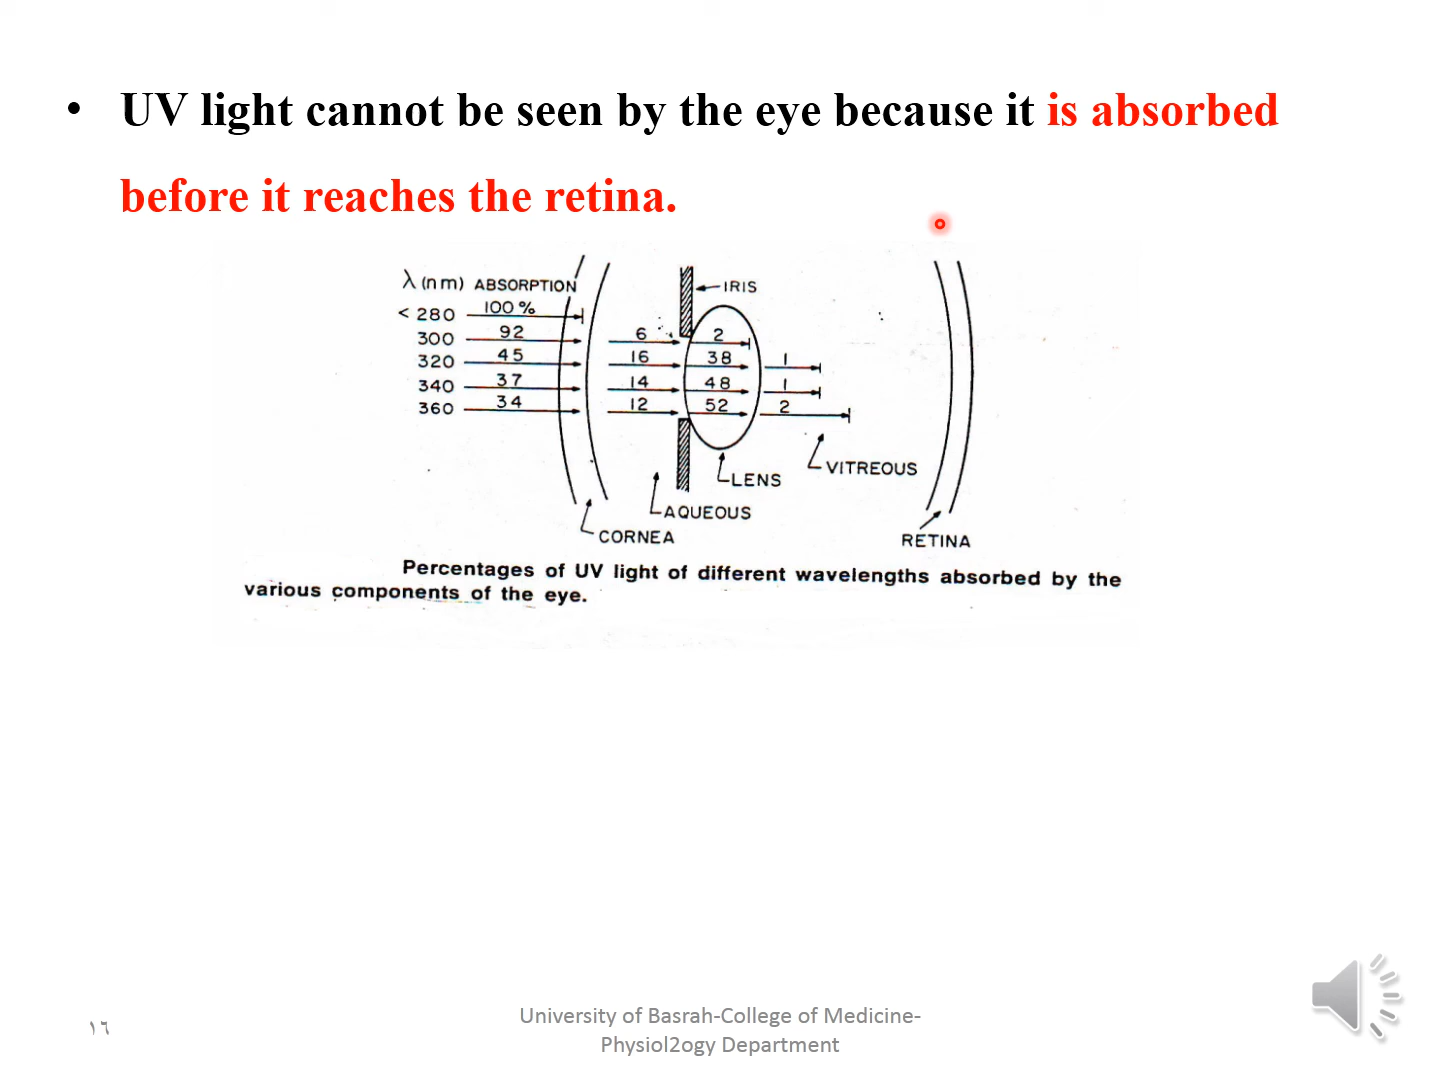 • UV light cannot be seen by the eye because it is absorbed
before it reaches the retina.
λ (nm) ABSORPTION
IRIS
< 280 100 %
300 92 6 2
320 45 16 38 1
340 37 14 48 1
360 34 12 52 2
VITREOUS
LENS
AQUEOUS
CORNEA
RETINA
Percentages of UV light of different wavelengths absorbed by the
various components of the eye.
University of Basrah-College of Medicine-
١٦
Physiol2ogy Department